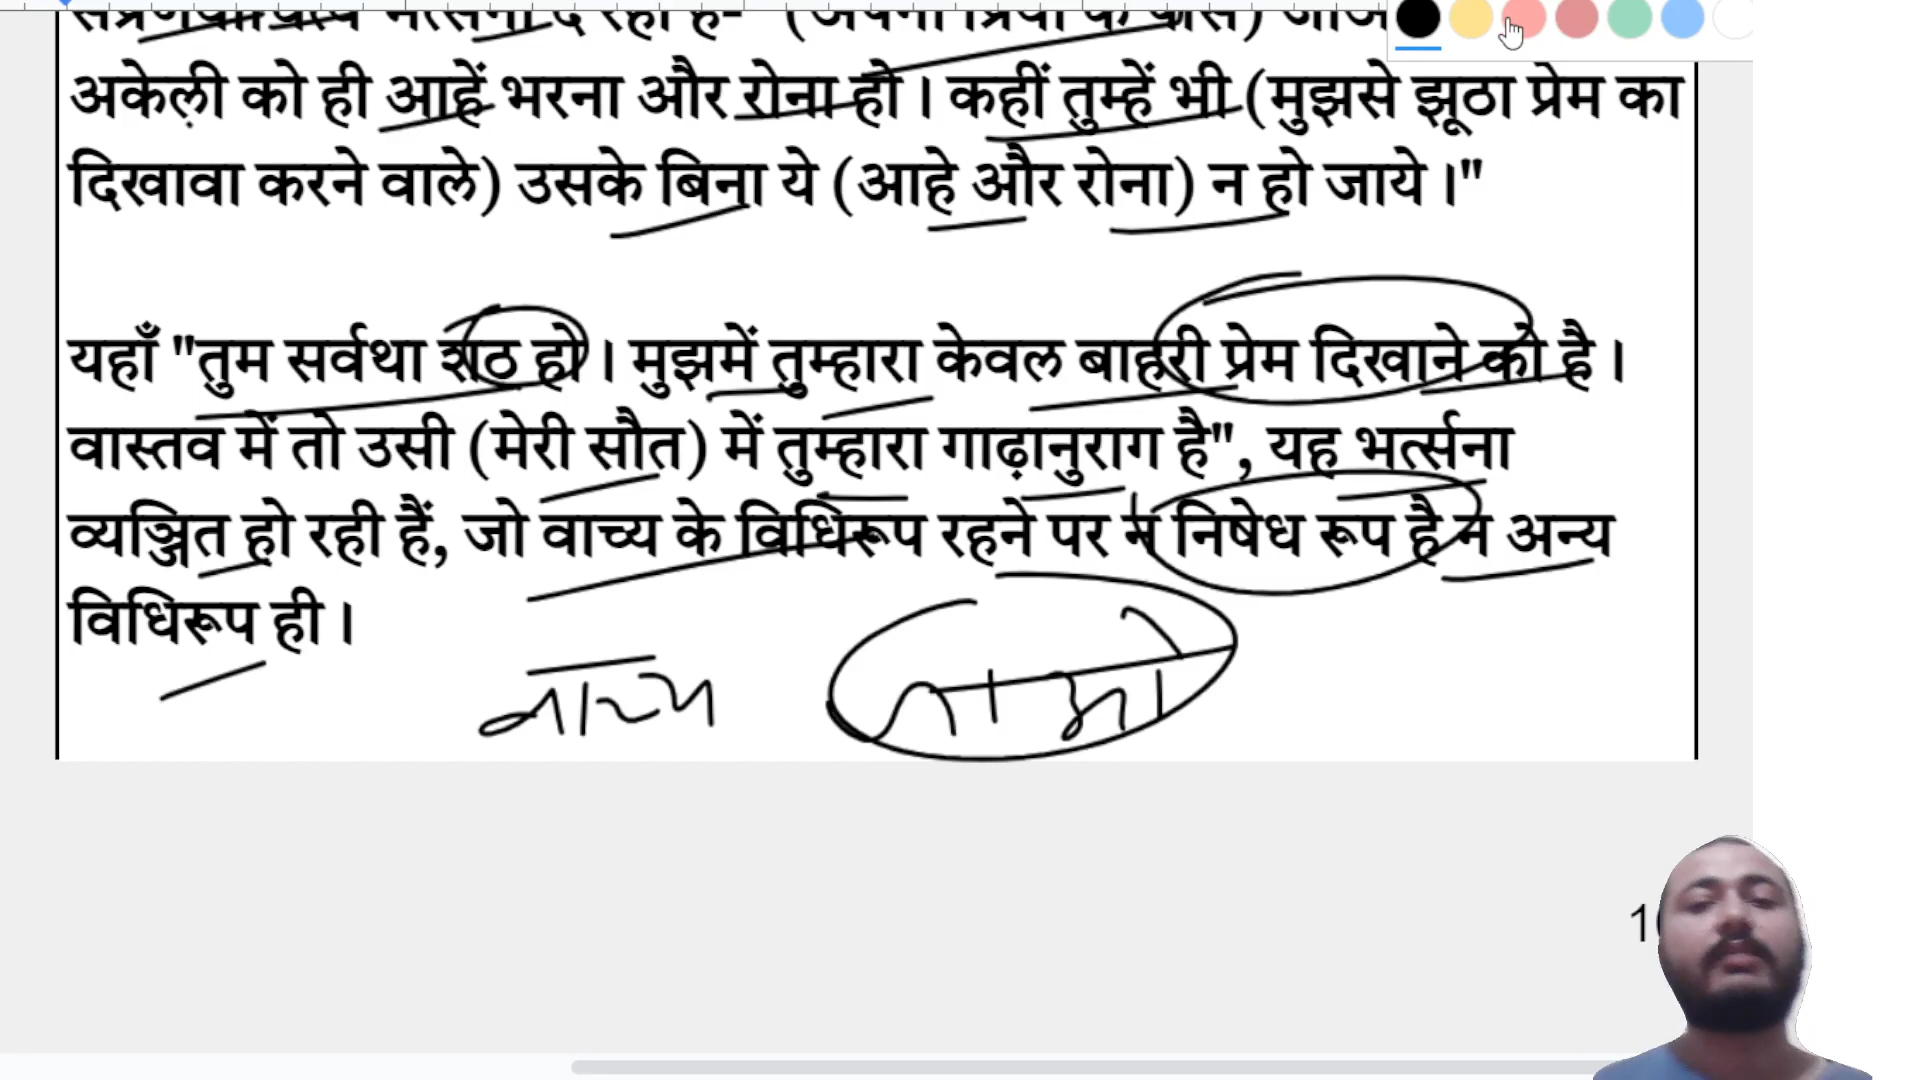 अकेली को ही आहें भरना और रोना हो। कहीं तुम्हें भी (मुझसे झूठा प्रेम का
दिखावा करने वाले) उसके बिना ये (आहे और रोना) न हो जाये।"
यहाँ "तुम सर्वथा शठ हो। मुझमें तुम्हारा केवल बाहरी प्रेम दिखाने को है।
वास्तव में तो उसी (मेरी सौत) में तुम्हारा गाढ़ानुराग है", यह भर्त्सना
व्यञ्जित हो रही हैं, जो वाच्य के विधिरूप रहने पर न निषेध रूप है न अन्य
विधिरूप ही।
वाच्य जाओ